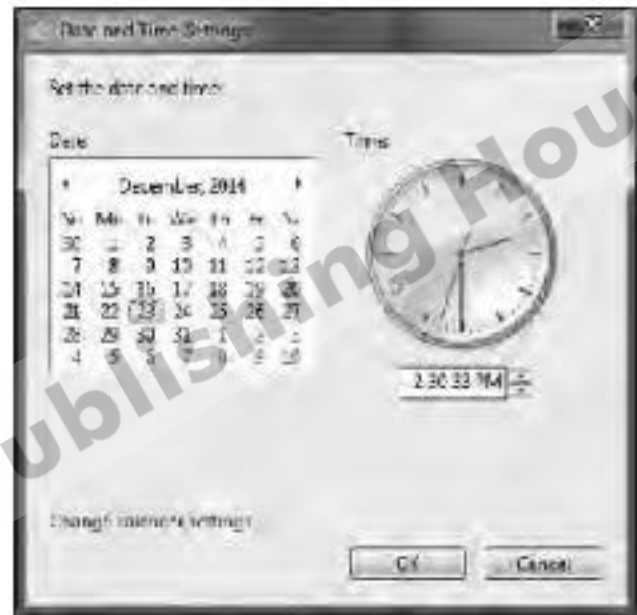 Date and Time Settings
Set the date and time:
Date
Time
December, 2014
Su Mo Tu We Th Fr Sa
30 1 2 3 4 5 6
7 8 9 10 11 12 13
14 15 16 17 18 19 20
21 22 23 24 25 26 27
28 29 30 31 1 2 3
4 5 6 7 8 9 10
2:30:33 PM
Change calendar settings
OK Cancel
ublishing Hou